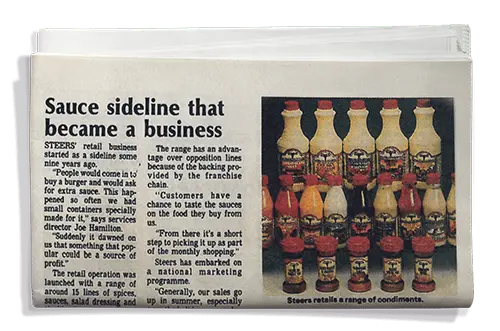 Sauce sideline that
became a business
STEERS' retail business
started as a sideline some
nine years ago.
"People would come in to
buy a burger and would ask
for extra sauce. This hap-
pened so often we had
small containers specially
made for it," says services
director Joe Hamilton.
"Suddenly it dawned on
us that something that pop-
ular could be a source of
profit."
The retail operation was
launched with a range of
around 15 lines of spices,
sauces, salad dressing and
The range has an advan-
tage over opposition lines
because of the backing pro-
vided by the franchise
chain.
"Customers have a
chance to taste the sauces
on the food they buy from
us.
"From there it's a short
step to picking it up as part
of the monthly shopping."
Steers has embarked on
a national marketing
programme.
"Generally, our sales go
up in summer, especially
Steers retails a range of condiments.